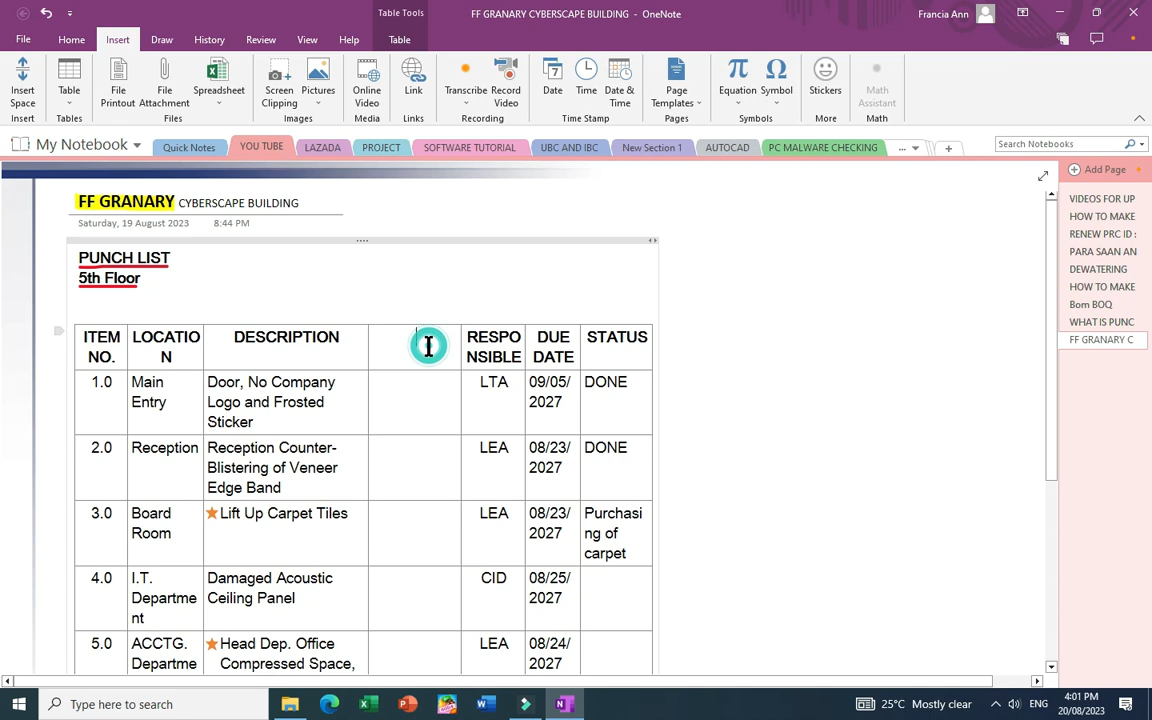 Table Tools
FF GRANARY CYBERSCAPE BUILDING - OneNote
Francia Ann
File
Home
Insert
Draw
History
Review
View
Help
Table
Insert Space
Table
File Printout
File Attachment
Spreadsheet
Screen Clipping
Pictures
Online Video
Link
Transcribe
Record Video
Date
Time
Date & Time
Page Templates
Equation
Symbol
Stickers
Math Assistant
Insert
Tables
Files
Images
Media
Links
Recording
Time Stamp
Pages
Symbols
More
Math
My Notebook
Quick Notes
YOU TUBE
LAZADA
PROJECT
SOFTWARE TUTORIAL
UBC AND IBC
New Section 1
AUTOCAD
PC MALWARE CHECKING
...
Search Notebooks
Add Page
VIDEOS FOR UP
HOW TO MAKE
RENEW PRC ID :
PARA SAAN AN
DEWATERING
HOW TO MAKE
Bom BOQ
WHAT IS PUNC
FF GRANARY C
FF GRANARY CYBERSCAPE BUILDING
Saturday, 19 August 2023 8:44 PM
PUNCH LIST
5th Floor
ITEM NO.
LOCATIO
N
DESCRIPTION
RESPO
NSIBLE
DUE DATE
STATUS
1.0
Main
Entry
Door, No Company
Logo and Frosted
Sticker
LTA
09/05/
2027
DONE
2.0
Reception
Reception Counter-
Blistering of Veneer
Edge Band
LEA
08/23/
2027
DONE
3.0
Board
Room
Lift Up Carpet Tiles
LEA
08/23/
2027
Purchasi
ng of
carpet
4.0
I.T.
Departme
nt
Damaged Acoustic
Ceiling Panel
CID
08/25/
2027
5.0
ACCTG.
Departme
Head Dep. Office
Compressed Space,
LEA
08/24/
2027
Type here to search
25°C Mostly clear
ENG
4:01 PM
20/08/2023